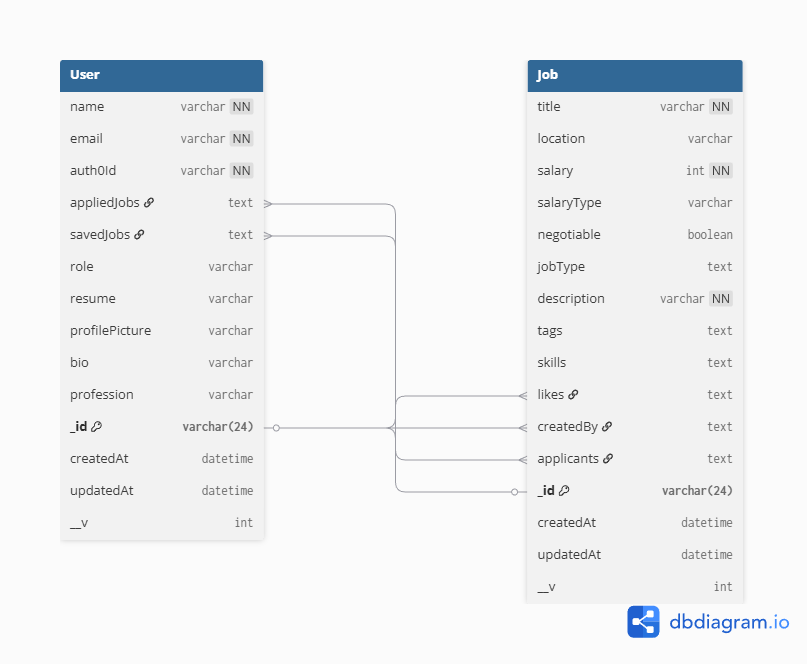 User
name varchar NN
email varchar NN
auth0Id varchar NN
appliedJobs text
savedJobs text
role varchar
resume varchar
profilePicture varchar
bio varchar
profession varchar
_id varchar(24)
createdAt datetime
updatedAt datetime
__v int
Job
title varchar NN
location varchar
salary int NN
salaryType varchar
negotiable boolean
jobType text
description varchar NN
tags text
skills text
likes text
createdBy text
applicants text
_id varchar(24)
createdAt datetime
updatedAt datetime
__v int
dbdiagram.io